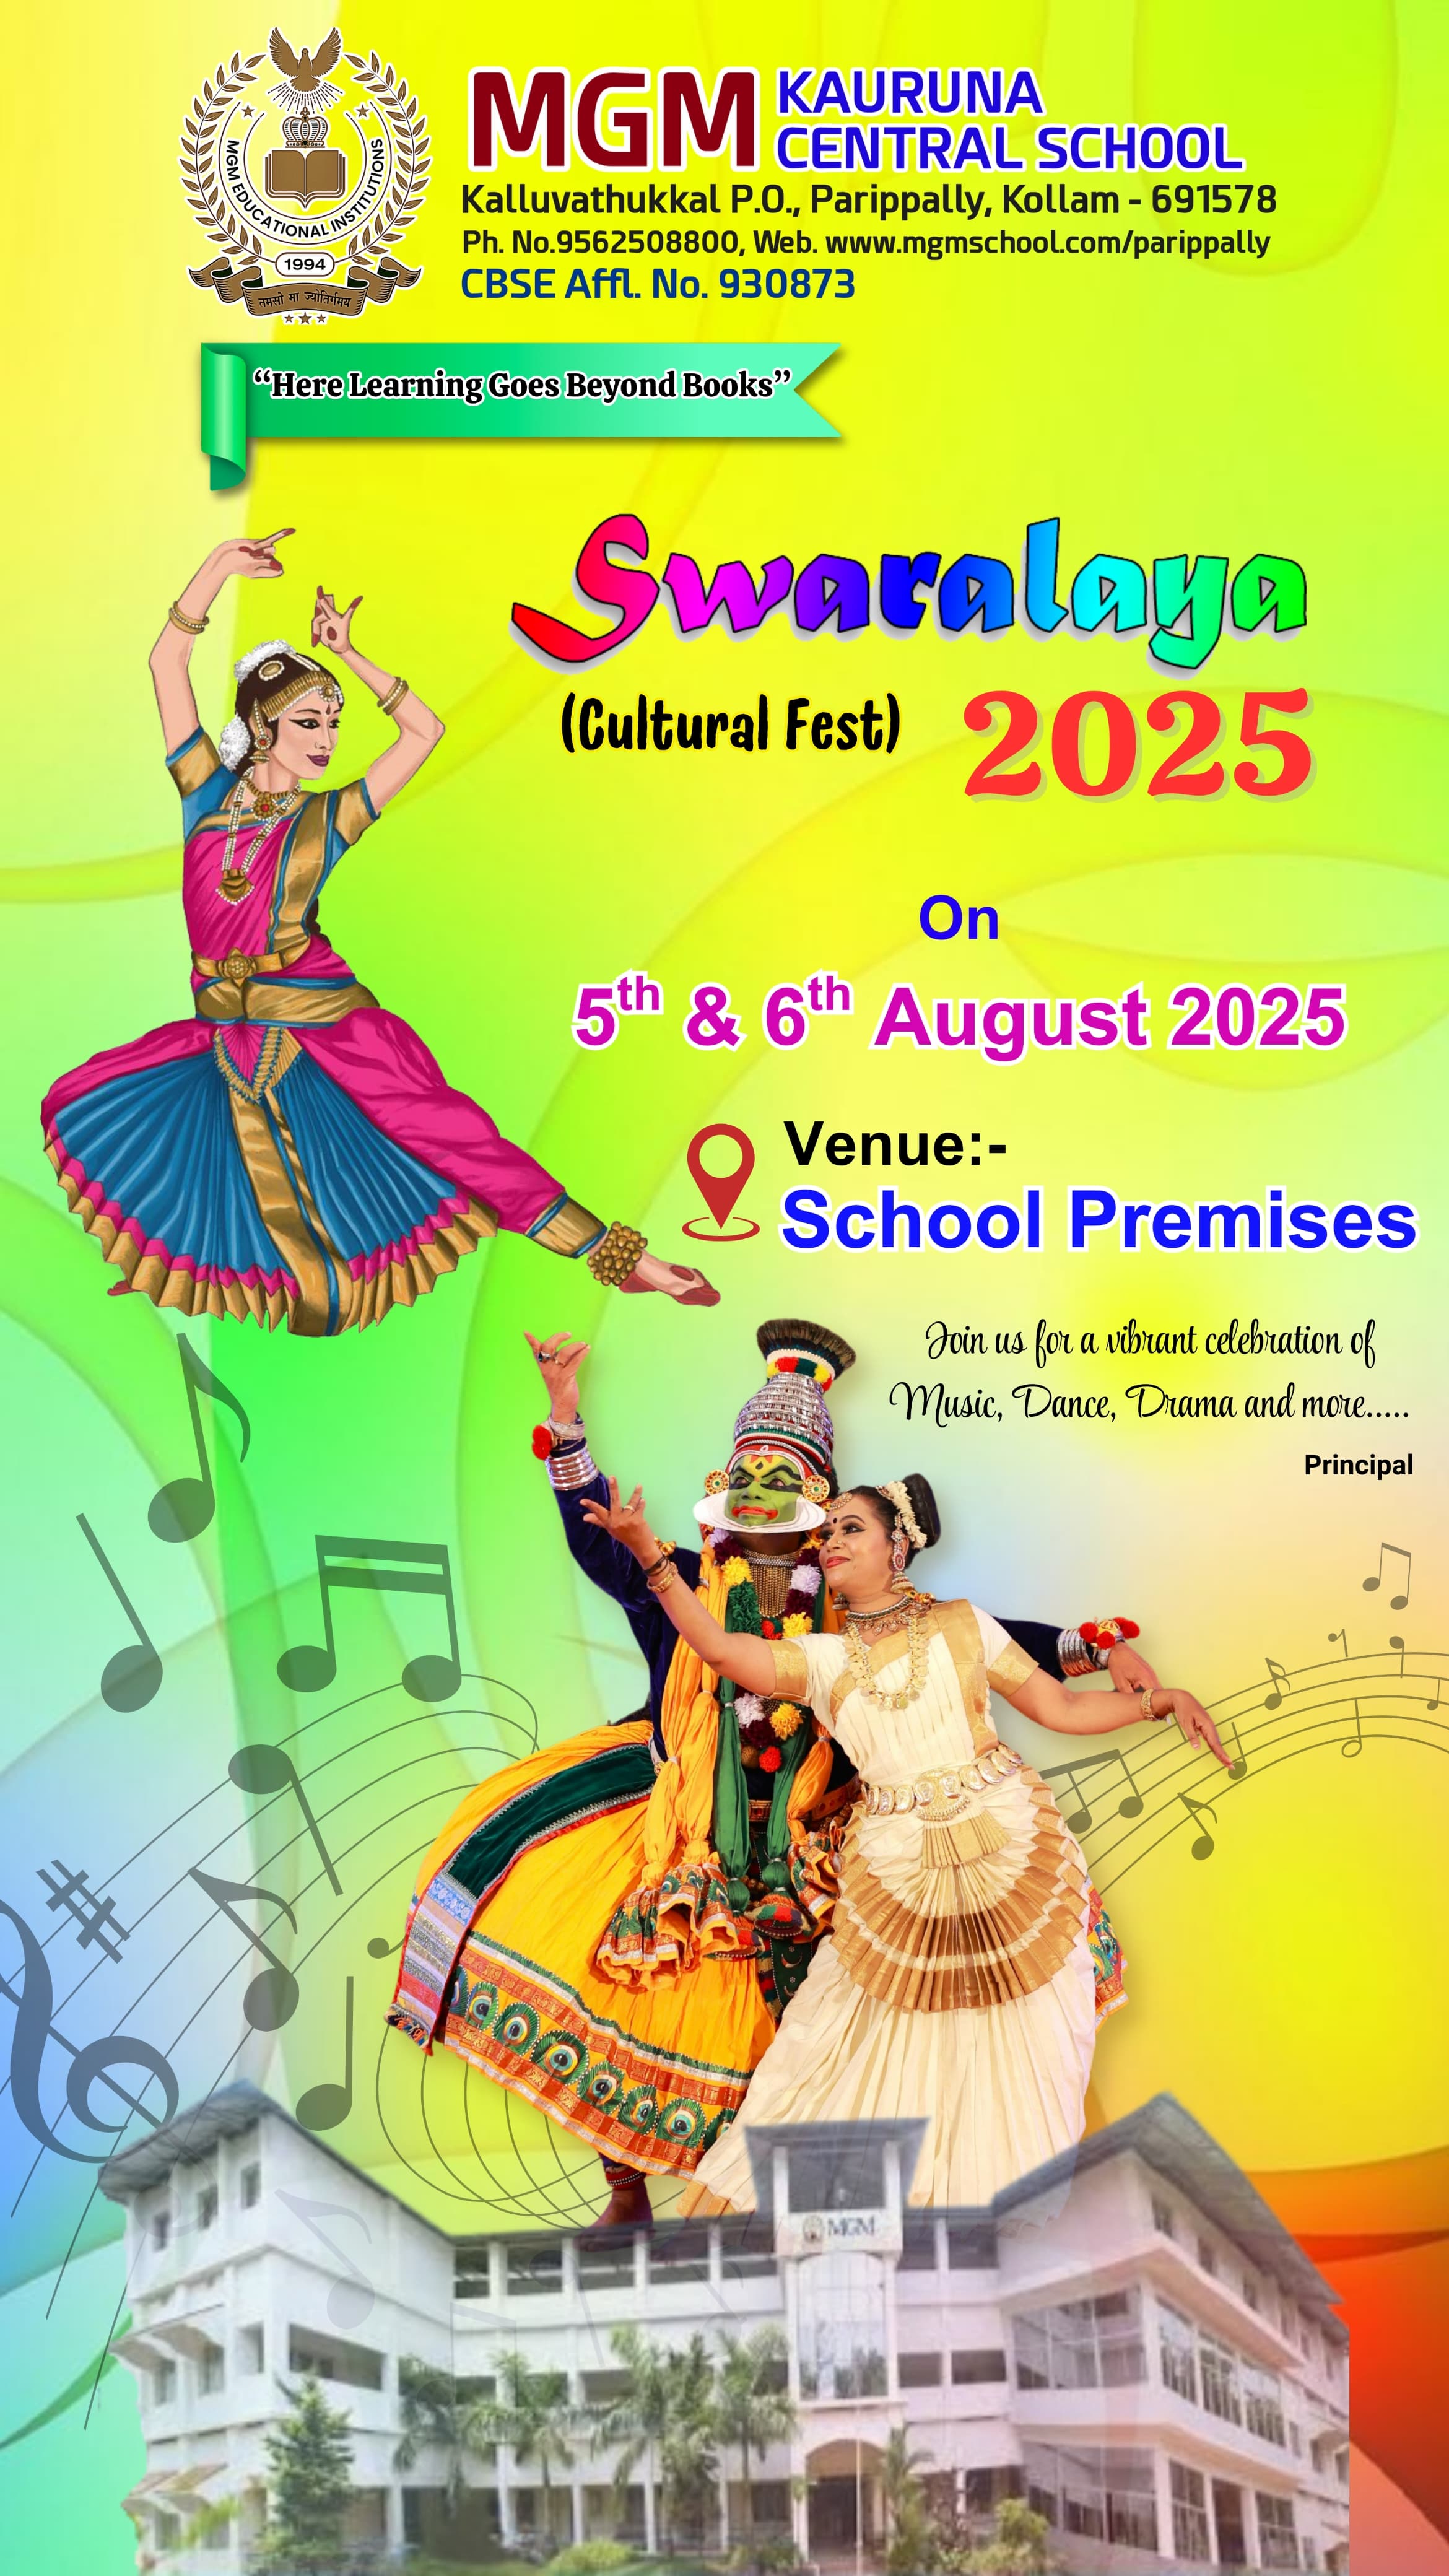 MGM EDUCATIONAL INSTITUTIONS
1994
तमसो मा ज्योतिर्गमय
MGM KAURUNA
CENTRAL SCHOOL
Kalluvathukkal P.O., Parippally, Kollam - 691578
Ph. No.9562508800, Web. www.mgmschool.com/parippally
CBSE Affl. No. 930873
“Here Learning Goes Beyond Books”
Swaralaya
(Cultural Fest) 2025
On
5th & 6th August 2025
Venue:-
School Premises
Join us for a vibrant celebration of
Music, Dance, Drama and more.....
Principal
MGM